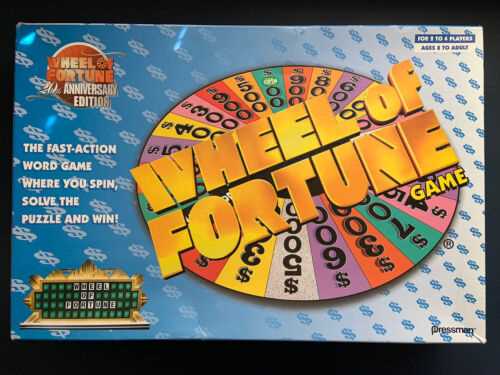 WHEEL OF
FORTUNE
20th ANNIVERSARY
EDITION
FOR 2 TO 4 PLAYERS
AGES 8 TO ADULT
THE FAST-ACTION
WORD GAME
WHERE YOU SPIN,
SOLVE THE
PUZZLE AND WIN!
WHEEL OF
FORTUNE
GAME
®
WHEEL
OF
FORTUNE
pressman